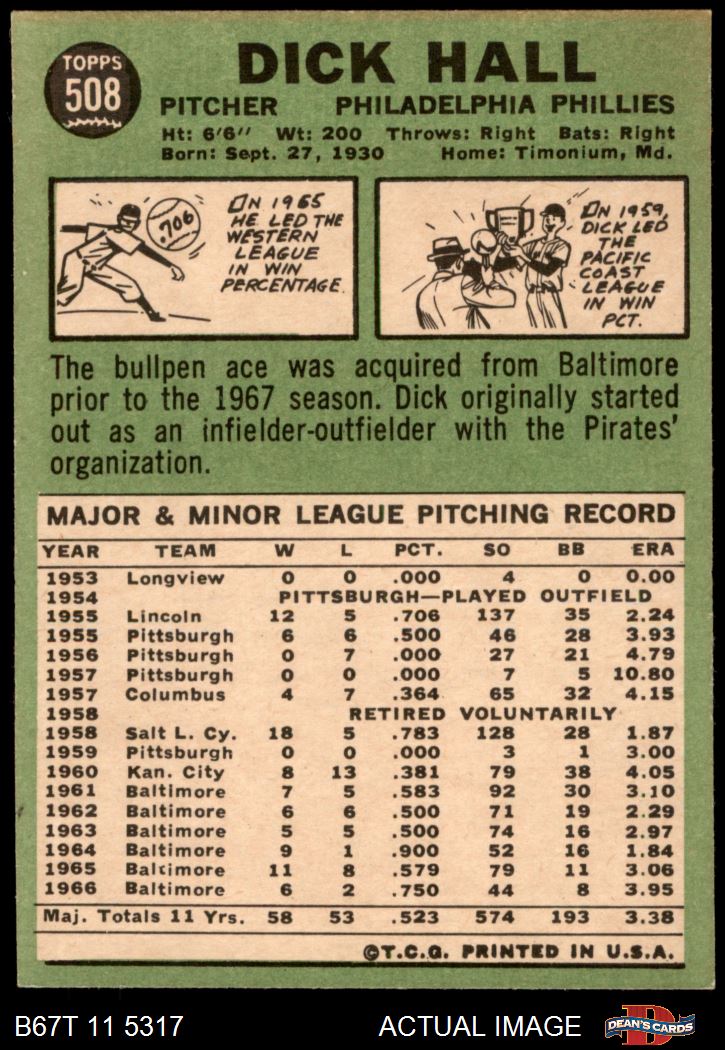 TOPPS
508
DICK HALL
PITCHER PHILADELPHIA PHILLIES
Ht: 6'6" Wt: 200 Throws: Right Bats: Right
Born: Sept. 27, 1930 Home: Timonium, Md.
.706
ON 1965
HE LED THE
WESTERN
LEAGUE
IN WIN
PERCENTAGE.
ON 1959,
DICK LED
THE
PACIFIC
COAST
LEAGUE
IN WIN
PCT.
The bullpen ace was acquired from Baltimore
prior to the 1967 season. Dick originally started
out as an infielder-outfielder with the Pirates'
organization.
MAJOR & MINOR LEAGUE PITCHING RECORD
YEAR TEAM W L PCT. SO BB ERA
1953 Longview 0 0 .000 4 0 0.00
1954 PITTSBURGH—PLAYED OUTFIELD
1955 Lincoln 12 5 .706 137 35 2.24
1955 Pittsburgh 6 6 .500 46 28 3.93
1956 Pittsburgh 0 7 .000 27 21 4.79
1957 Pittsburgh 0 0 .000 7 5 10.80
1957 Columbus 4 7 .364 65 32 4.15
1958 RETIRED VOLUNTARILY
1958 Salt L. Cy. 18 5 .783 128 28 1.87
1959 Pittsburgh 0 0 .000 3 1 3.00
1960 Kan. City 8 13 .381 79 38 4.05
1961 Baltimore 7 5 .583 92 30 3.10
1962 Baltimore 6 6 .500 71 19 2.29
1963 Baltimore 5 5 .500 74 16 2.97
1964 Baltimore 9 1 .900 52 16 1.84
1965 Baltimore 11 8 .579 79 11 3.06
1966 Baltimore 6 2 .750 44 8 3.95
Maj. Totals 11 Yrs. 58 53 .523 574 193 3.38
©T.C.G. PRINTED IN U.S.A.
B67T 11 5317 ACTUAL IMAGE
DEAN'S CARDS